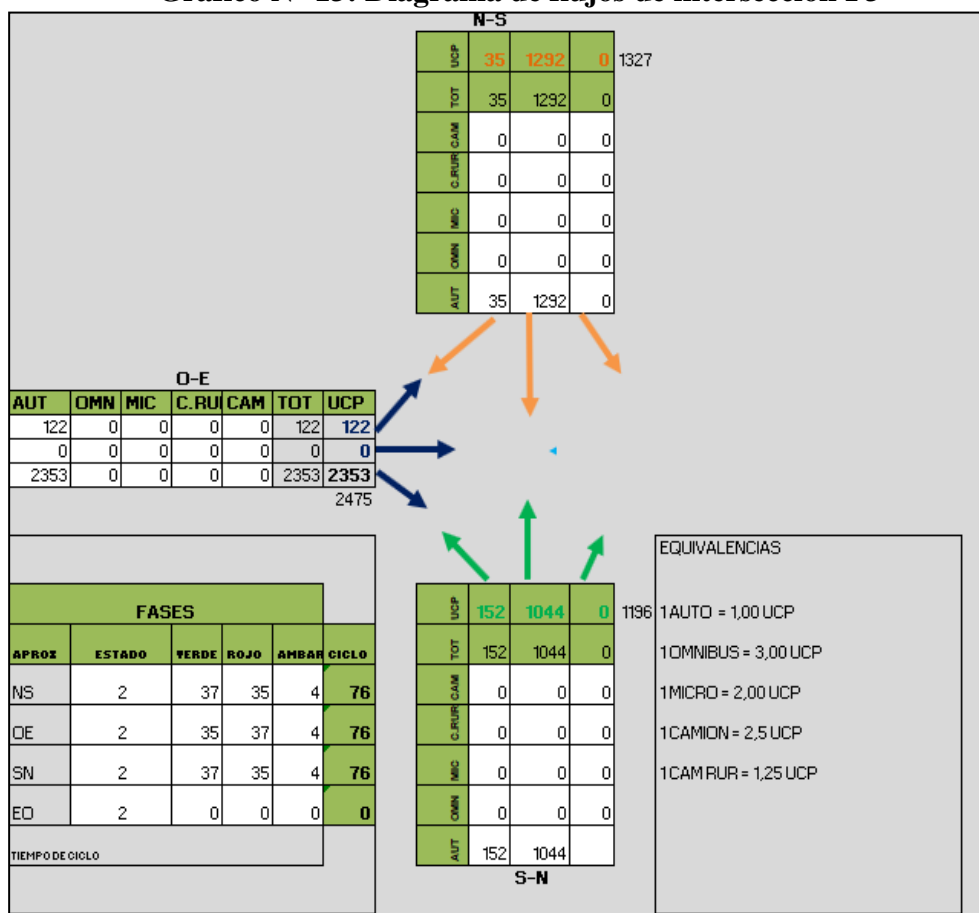 N-S
UCP 35 1292 0 1327
TOT 35 1292 0
CAM 0 0 0
C.RUR 0 0 0
MIC 0 0 0
OMN 0 0 0
AUT 35 1292 0
O-E
AUT OMN MIC C.RUI CAM TOT UCP
122 0 0 0 0 122 122
0 0 0 0 0 0 0
2353 0 0 0 0 2353 2353
2475
FASES
APROX ESTADO VERDE ROJO AMBAR CICLO
NS 2 37 35 4 76
OE 2 35 37 4 76
SN 2 37 35 4 76
EO 2 0 0 0 0
TIEMPO DE CICLO
UCP 152 1044 0 1196
TOT 152 1044 0
CAM 0 0 0
C.RUR 0 0 0
MIC 0 0 0
OMN 0 0 0
AUT 152 1044
S-N
EQUIVALENCIAS
1 AUTO = 1,00 UCP
1 OMNIBUS = 3,00 UCP
1 MICRO = 2,00 UCP
1 CAMION = 2,5 UCP
1 CAM RUR = 1,25 UCP